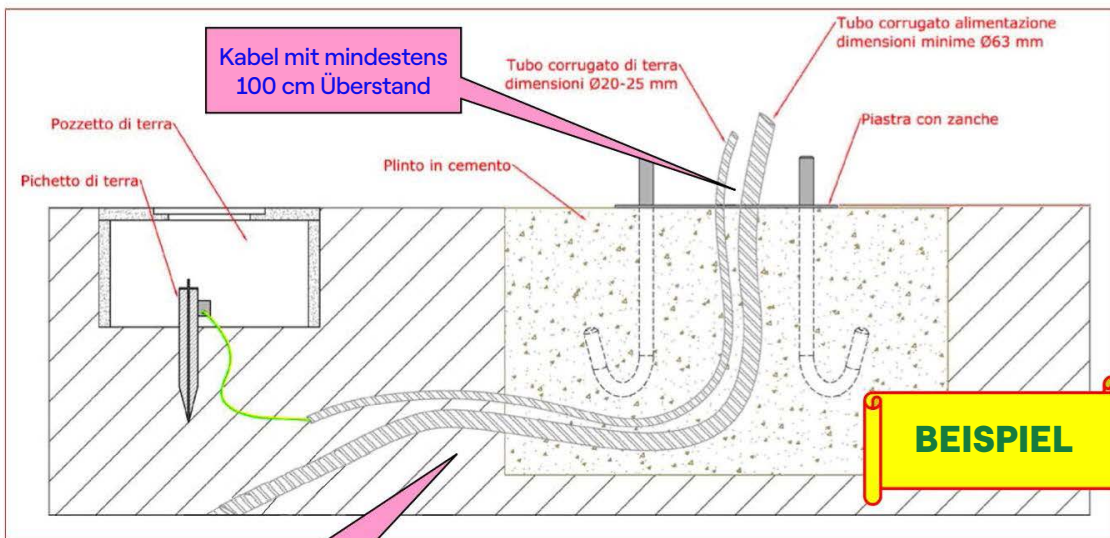 Kabel mit mindestens
100 cm Überstand
Tubo corrugato alimentazione
dimensioni minime Ø63 mm
Tubo corrugato di terra
dimensioni Ø20-25 mm
Pozzetto di terra
Piastra con zanche
Plinto in cemento
Pichetto di terra
BEISPIEL